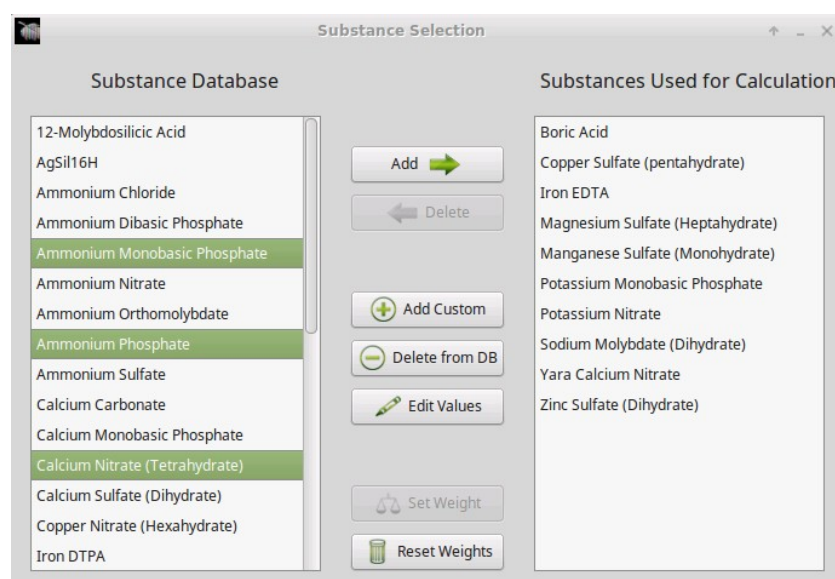 Substance Selection
Substance Database
12-Molybdosilicic Acid
AgSil16H
Ammonium Chloride
Ammonium Dibasic Phosphate
Ammonium Monobasic Phosphate
Ammonium Nitrate
Ammonium Orthomolybdate
Ammonium Phosphate
Ammonium Sulfate
Calcium Carbonate
Calcium Monobasic Phosphate
Calcium Nitrate (Tetrahydrate)
Calcium Sulfate (Dihydrate)
Copper Nitrate (Hexahydrate)
Iron DTPA
Add
Delete
Add Custom
Delete from DB
Edit Values
Set Weight
Reset Weights
Substances Used for Calculation
Boric Acid
Copper Sulfate (pentahydrate)
Iron EDTA
Magnesium Sulfate (Heptahydrate)
Manganese Sulfate (Monohydrate)
Potassium Monobasic Phosphate
Potassium Nitrate
Sodium Molybdate (Dihydrate)
Yara Calcium Nitrate
Zinc Sulfate (Dihydrate)